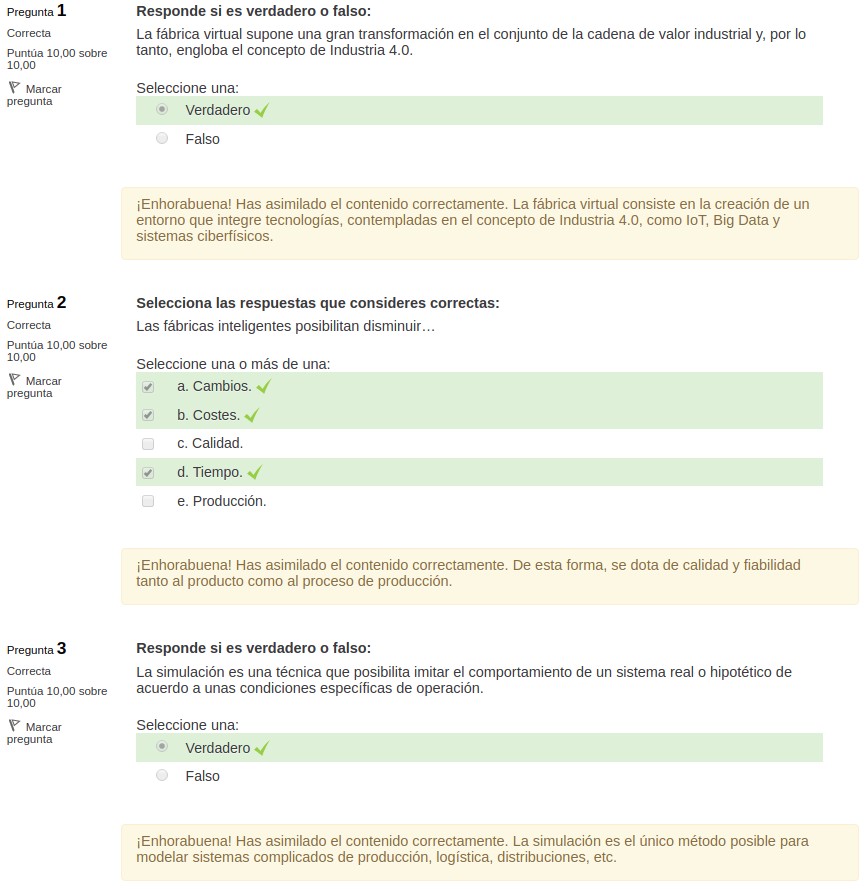 Pregunta 1
Correcta
Puntúa 10,00 sobre
10,00
Marcar
pregunta
Responde si es verdadero o falso:
La fábrica virtual supone una gran transformación en el conjunto de la cadena de valor industrial y, por lo
tanto, engloba el concepto de Industria 4.0.
Seleccione una:
Verdadero
Falso
¡Enhorabuena! Has asimilado el contenido correctamente. La fábrica virtual consiste en la creación de un
entorno que integre tecnologías, contempladas en el concepto de Industria 4.0, como IoT, Big Data y
sistemas ciberfísicos.
Pregunta 2
Correcta
Puntúa 10,00 sobre
10,00
Marcar
pregunta
Selecciona las respuestas que consideres correctas:
Las fábricas inteligentes posibilitan disminuir…
Seleccione una o más de una:
a. Cambios.
b. Costes.
c. Calidad.
d. Tiempo.
e. Producción.
¡Enhorabuena! Has asimilado el contenido correctamente. De esta forma, se dota de calidad y fiabilidad
tanto al producto como al proceso de producción.
Pregunta 3
Correcta
Puntúa 10,00 sobre
10,00
Marcar
pregunta
Responde si es verdadero o falso:
La simulación es una técnica que posibilita imitar el comportamiento de un sistema real o hipotético de
acuerdo a unas condiciones específicas de operación.
Seleccione una:
Verdadero
Falso
¡Enhorabuena! Has asimilado el contenido correctamente. La simulación es el único método posible para
modelar sistemas complicados de producción, logística, distribuciones, etc.